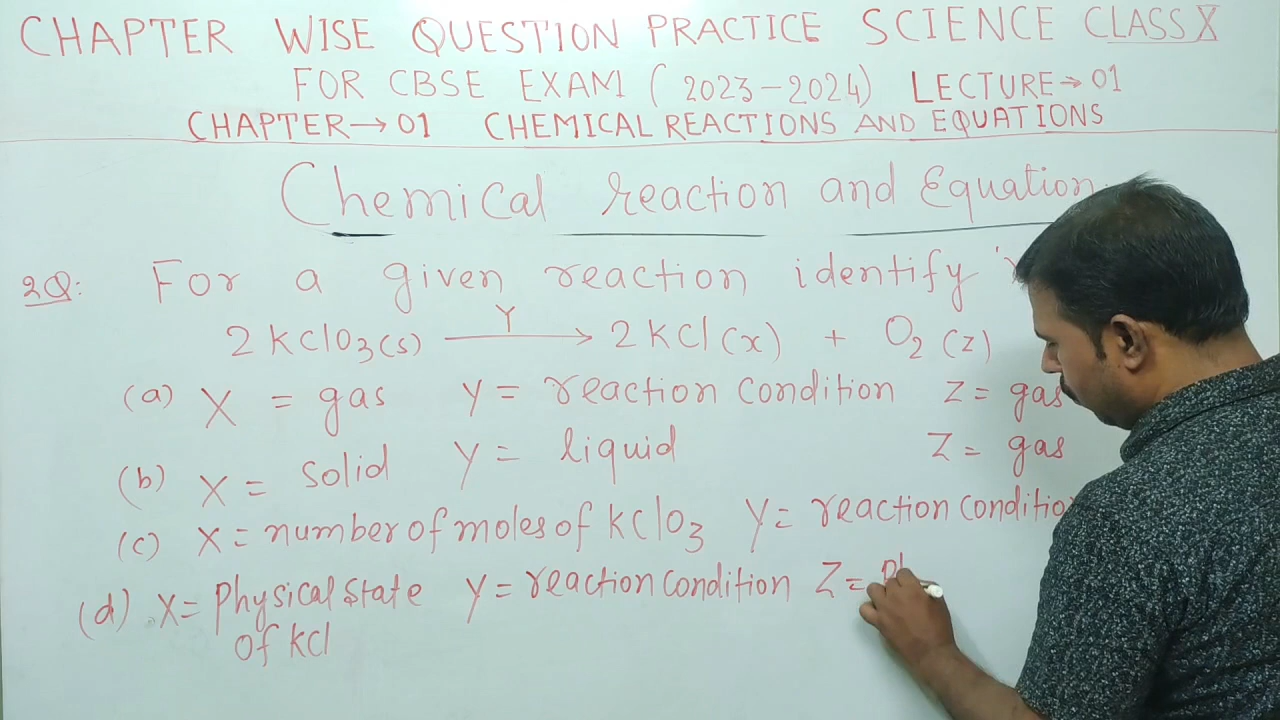 CHAPTER WISE QUESTION PRACTICE SCIENCE CLASS X
FOR CBSE EXAM (2023-2024) LECTURE→01
CHAPTER→01 CHEMICAL REACTIONS AND EQUATIONS
Chemical reaction and Equation
2Q: For a given reaction identify
2KClO3(s) Y→ 2KCl(x) + O2(z)
(a) X = gas Y = reaction condition Z = gas
(b) X = solid Y = liquid Z = gas
(c) X = number of moles of KClO3 Y = reaction condition
(d) X = Physical state Y = reaction condition Z =
of KCl